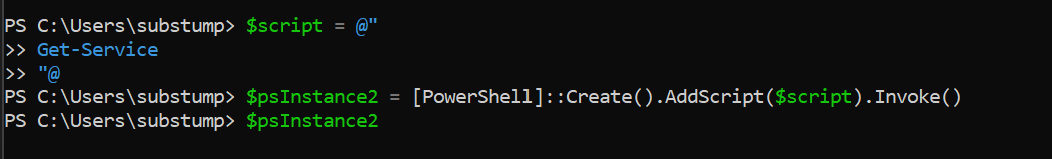 PS C:\Users\substump> $script = @"
>> Get-Service
>> "@
PS C:\Users\substump> $psInstance2 = [PowerShell]::Create().AddScript($script).Invoke()
PS C:\Users\substump> $psInstance2